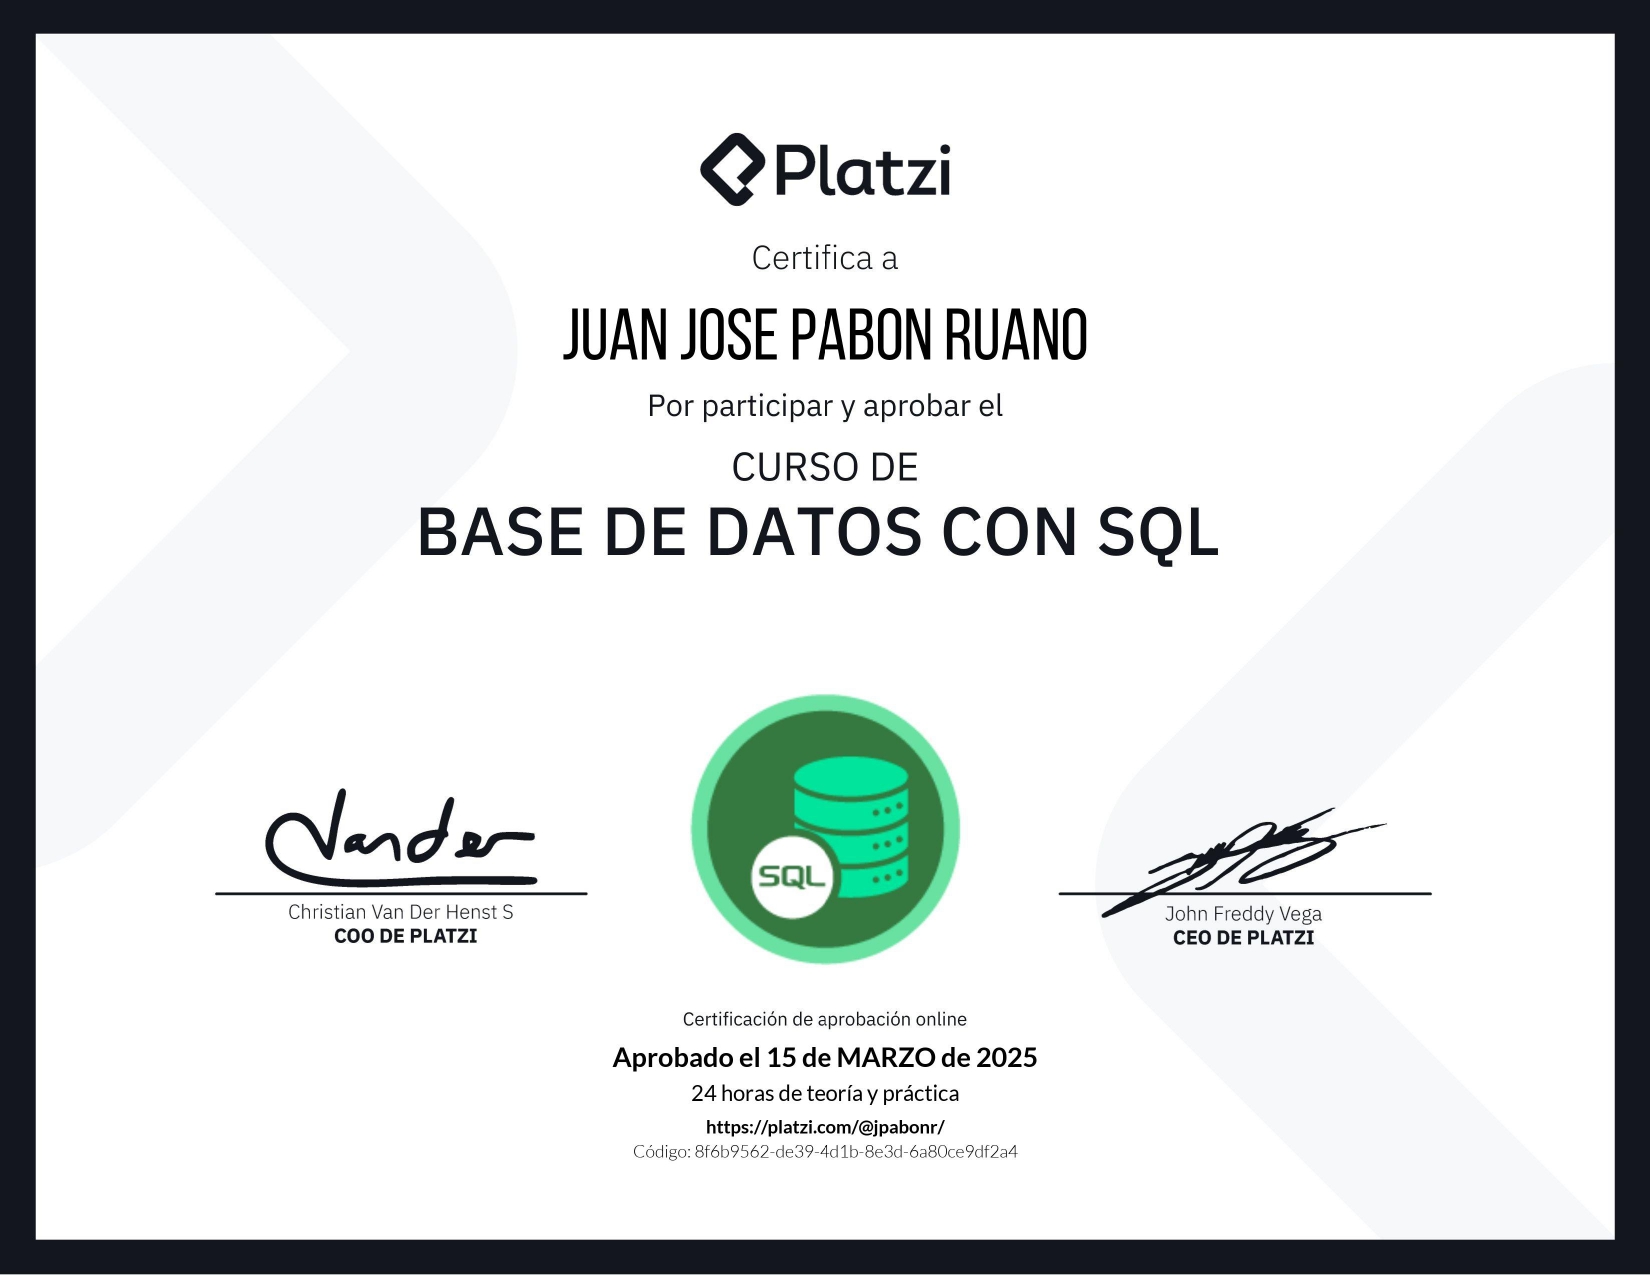 Platzi
Certifica a
JUAN JOSE PABON RUANO
Por participar y aprobar el
CURSO DE
BASE DE DATOS CON SQL
SQL
Vander
Christian Van Der Henst S
COO DE PLATZI
John Freddy Vega
CEO DE PLATZI
Certificación de aprobación online
Aprobado el 15 de MARZO de 2025
24 horas de teoría y práctica
https://platzi.com/@jpabonr/
Código: 8f6b9562-de39-4d1b-8e3d-6a80ce9df2a4